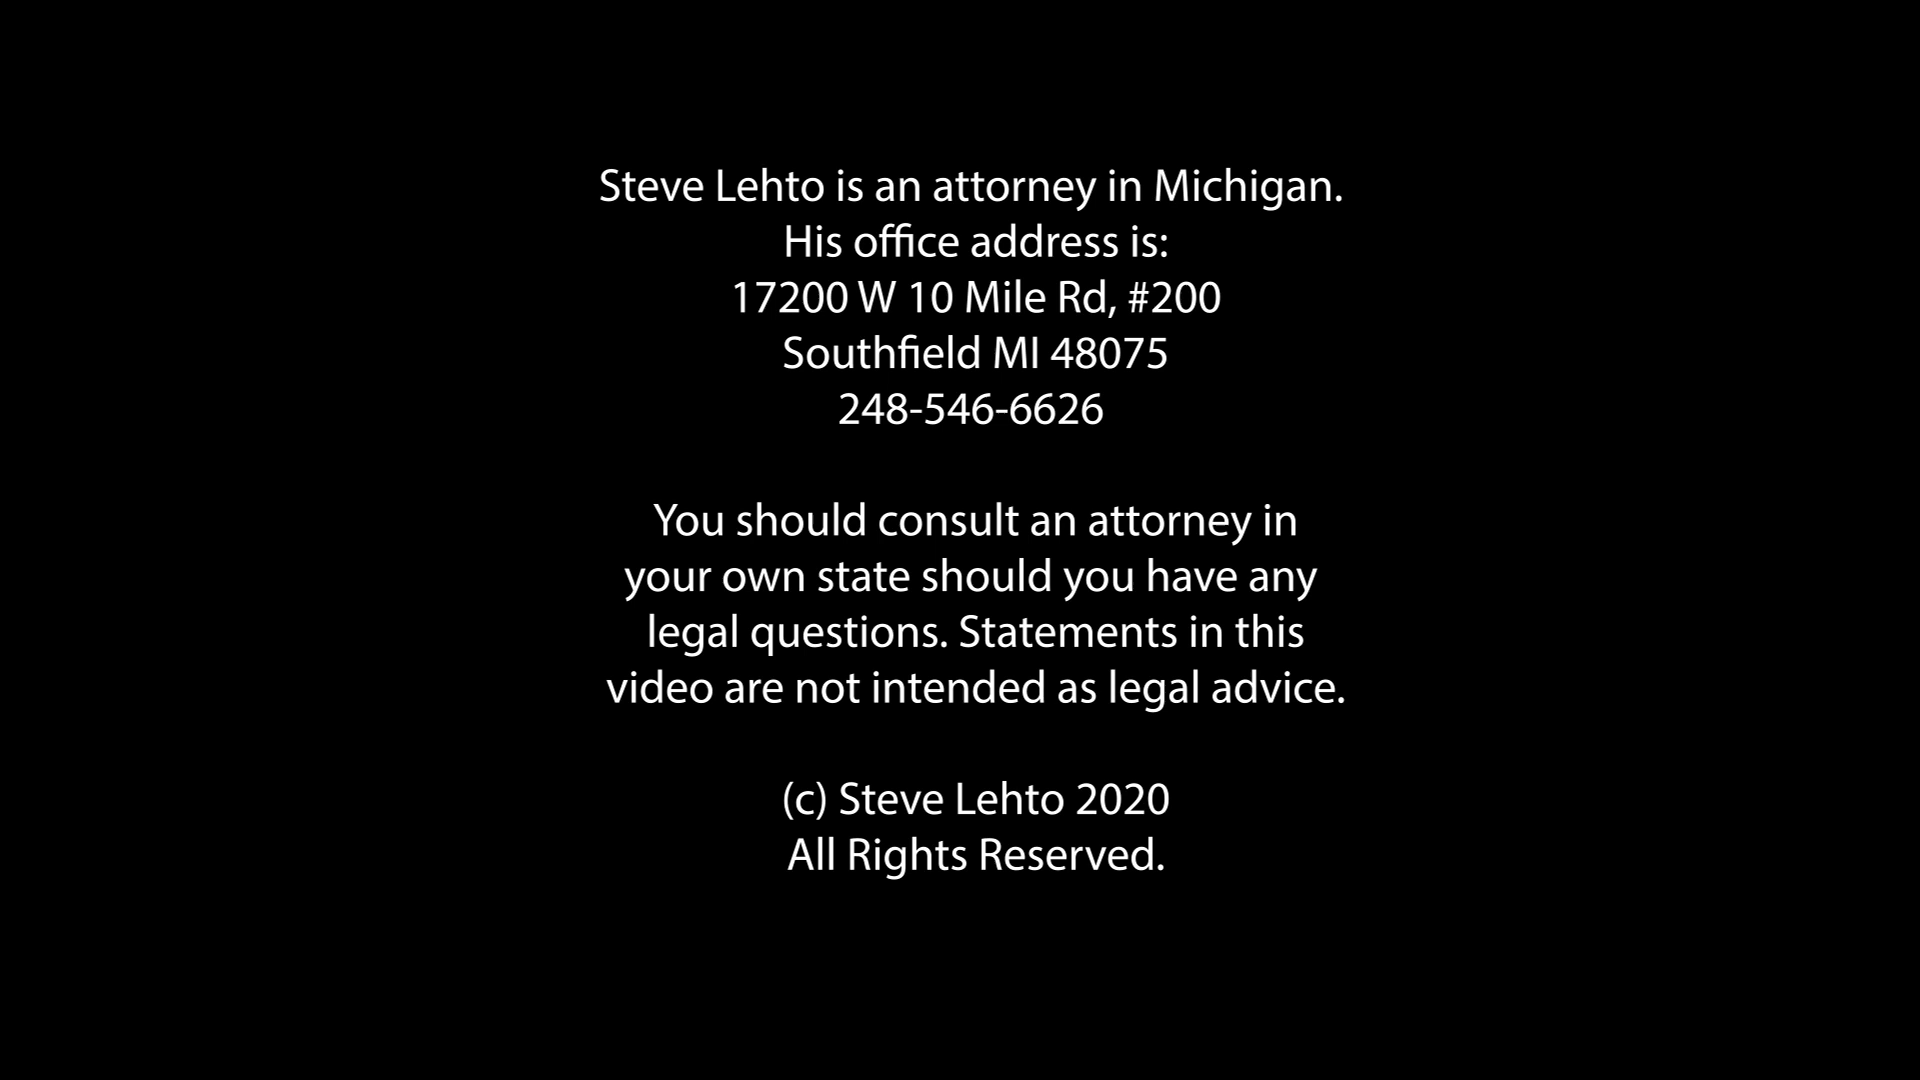 Steve Lehto is an attorney in Michigan.
His office address is:
17200 W 10 Mile Rd, #200
Southfield MI 48075
248-546-6626
You should consult an attorney in
your own state should you have any
legal questions. Statements in this
video are not intended as legal advice.
(c) Steve Lehto 2020
All Rights Reserved.